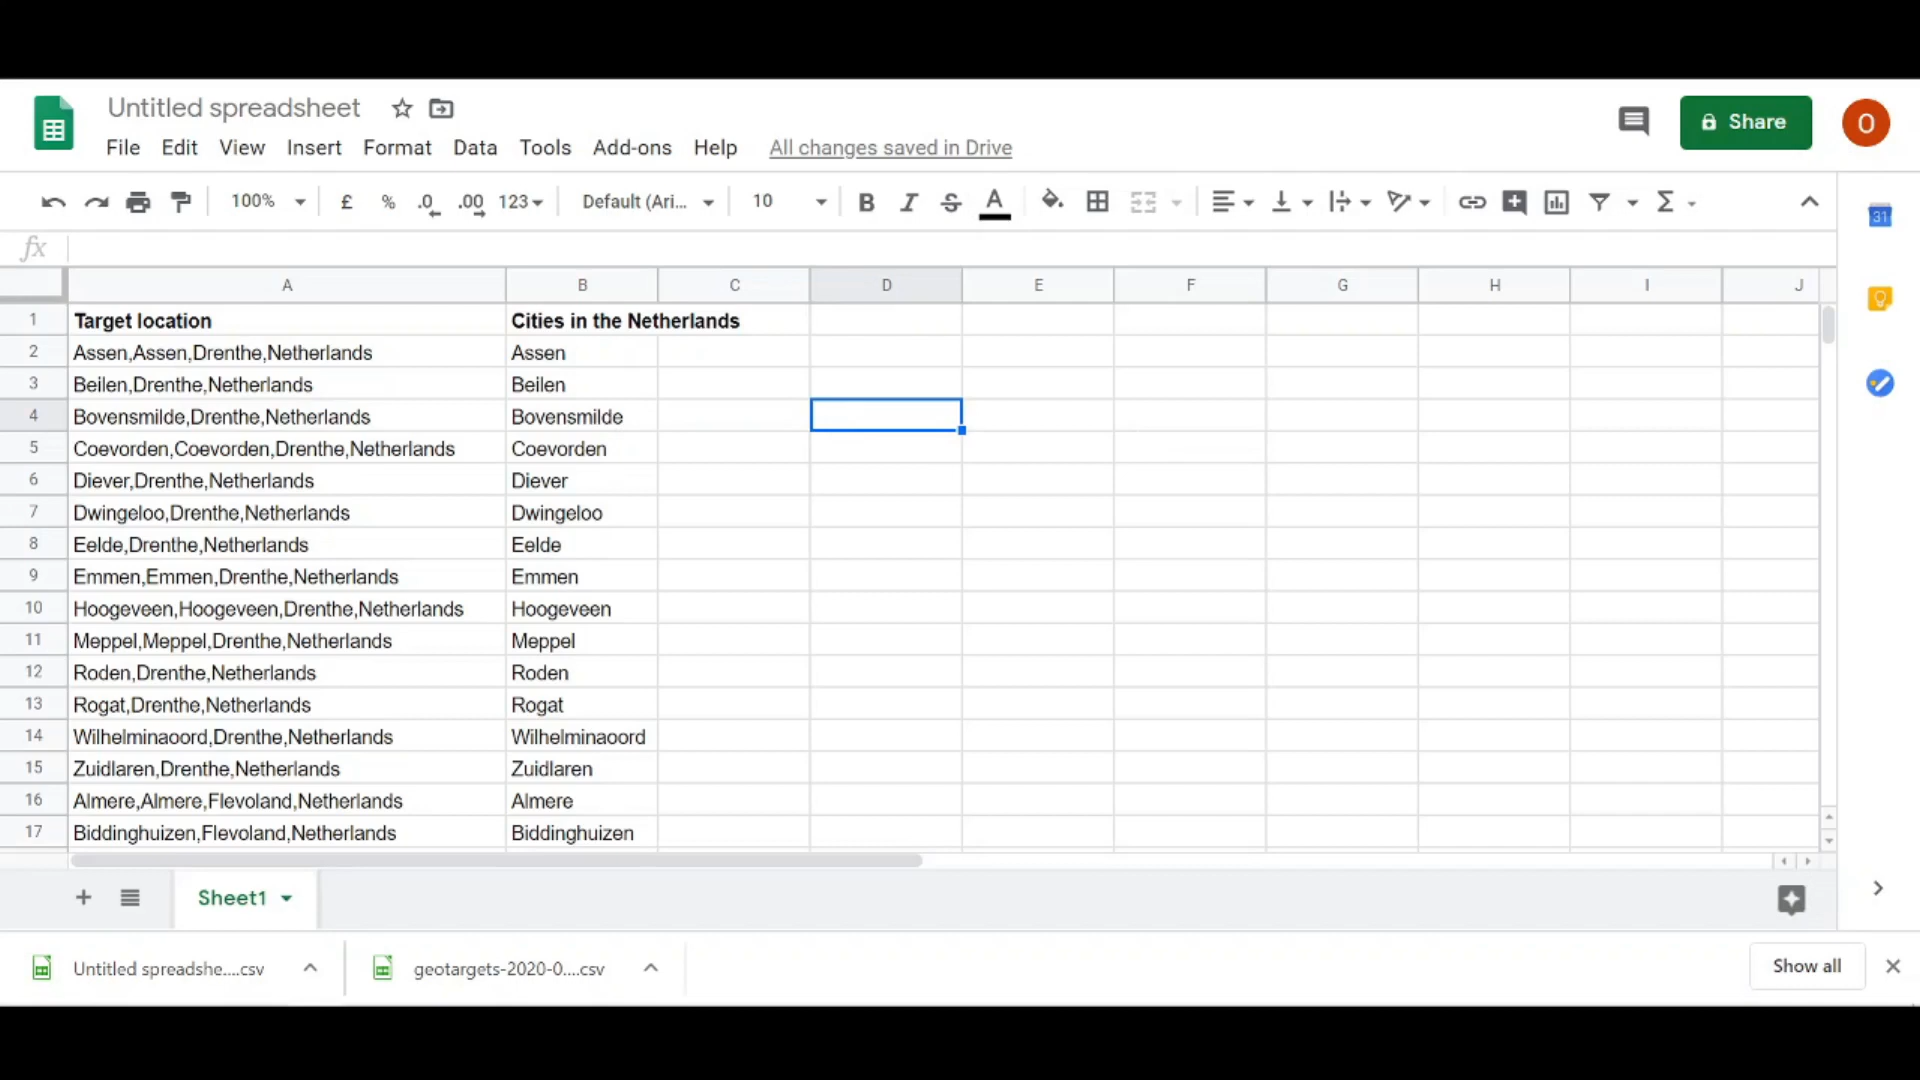 Untitled spreadsheet
File Edit View Insert Format Data Tools Add-ons Help All changes saved in Drive
Share
O
100% £ % .0 .00 123 Default (Ari... 10 B I S A Σ
31
fx
A B C D E F G H I J
1 Target location Cities in the Netherlands
2 Assen,Assen,Drenthe,Netherlands Assen
3 Beilen,Drenthe,Netherlands Beilen
4 Bovensmilde,Drenthe,Netherlands Bovensmilde
5 Coevorden,Coevorden,Drenthe,Netherlands Coevorden
6 Diever,Drenthe,Netherlands Diever
7 Dwingeloo,Drenthe,Netherlands Dwingeloo
8 Eelde,Drenthe,Netherlands Eelde
9 Emmen,Emmen,Drenthe,Netherlands Emmen
10 Hoogeveen,Hoogeveen,Drenthe,Netherlands Hoogeveen
11 Meppel,Meppel,Drenthe,Netherlands Meppel
12 Roden,Drenthe,Netherlands Roden
13 Rogat,Drenthe,Netherlands Rogat
14 Wilhelminaoord,Drenthe,Netherlands Wilhelminaoord
15 Zuidlaren,Drenthe,Netherlands Zuidlaren
16 Almere,Almere,Flevoland,Netherlands Almere
17 Biddinghuizen,Flevoland,Netherlands Biddinghuizen
Sheet1
Untitled spreadshe....csv geotargets-2020-0....csv Show all